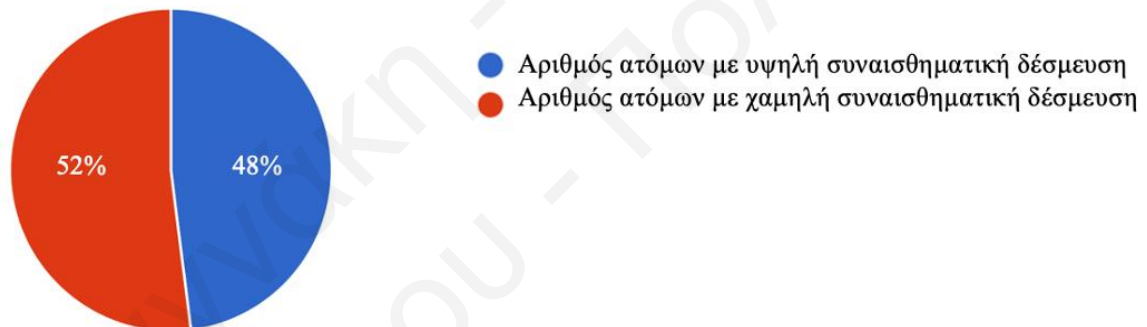 Αριθμός ατόμων με υψηλή συναισθηματική δέσμευση
Αριθμός ατόμων με χαμηλή συναισθηματική δέσμευση
52%
48%